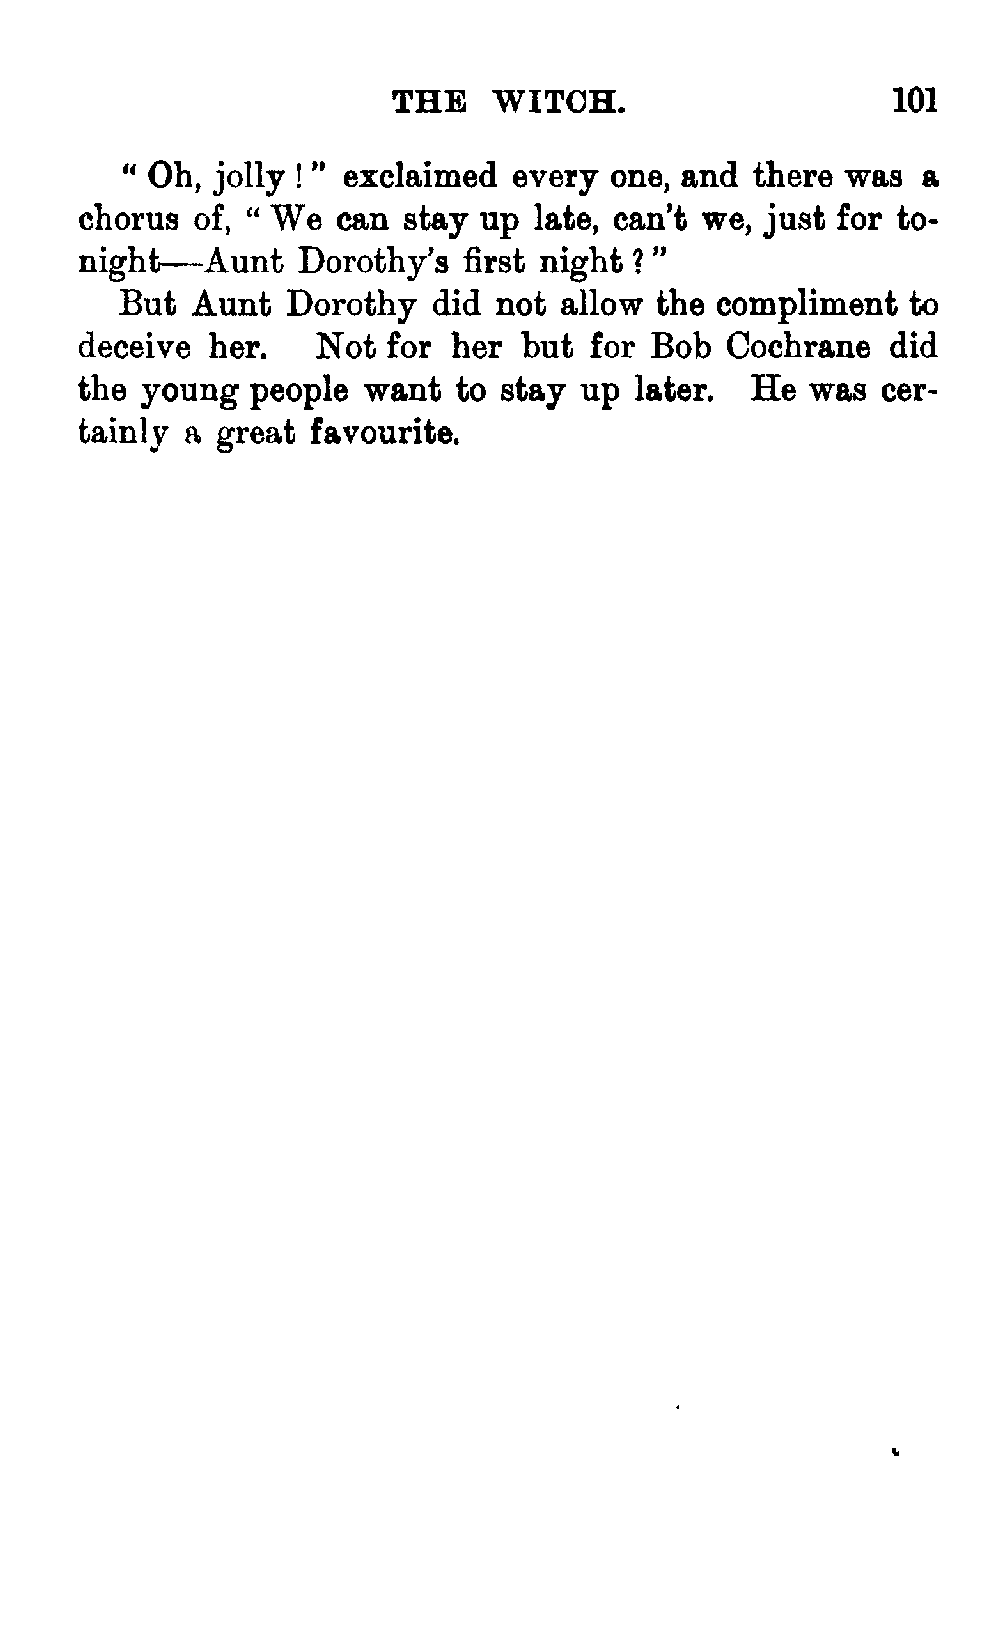 THE WITCH. 101
" Oh, jolly ! " exclaimed every one, and there was a
chorus of, " We can stay up late, can't we, just for to-
night—Aunt Dorothy's first night ? "
But Aunt Dorothy did not allow the compliment to
deceive her. Not for her but for Bob Cochrane did
the young people want to stay up later. He was cer-
tainly a great favourite.